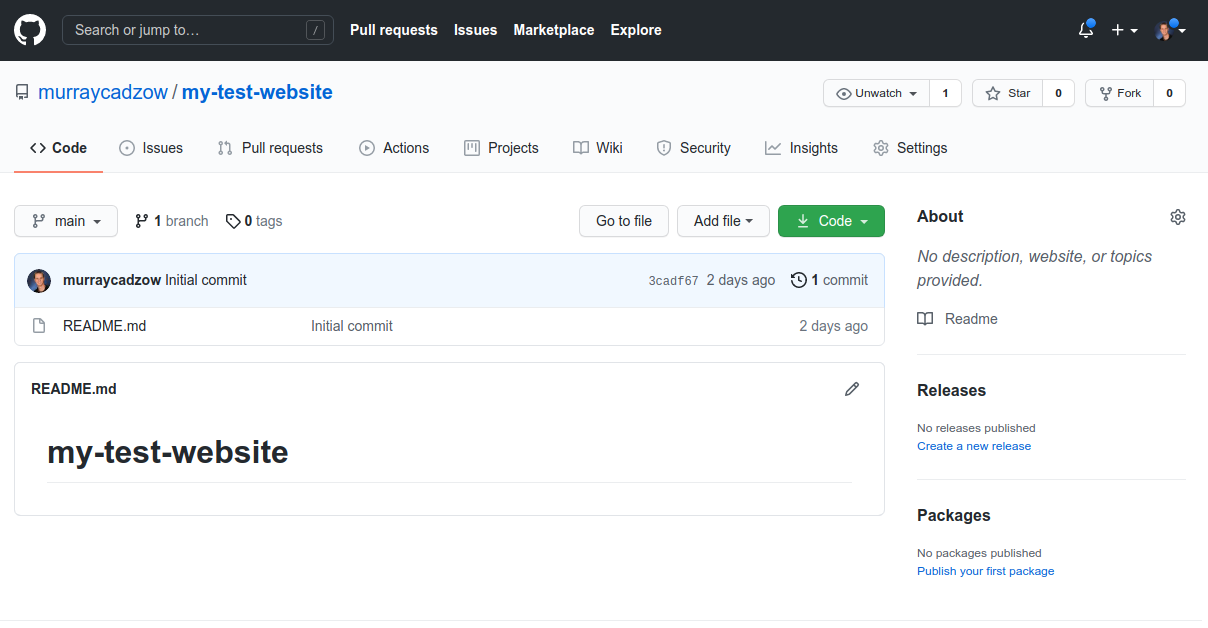 Search or jump to… / Pull requests Issues Marketplace Explore
murraycadzow / my-test-website Unwatch 1 Star 0 Fork 0
Code Issues Pull requests Actions Projects Wiki Security Insights Settings
main 1 branch 0 tags Go to file Add file Code
murraycadzow Initial commit 3cadf67 2 days ago 1 commit
README.md Initial commit 2 days ago
README.md
my-test-website
About
No description, website, or topics
provided.
Readme
Releases
No releases published
Create a new release
Packages
No packages published
Publish your first package